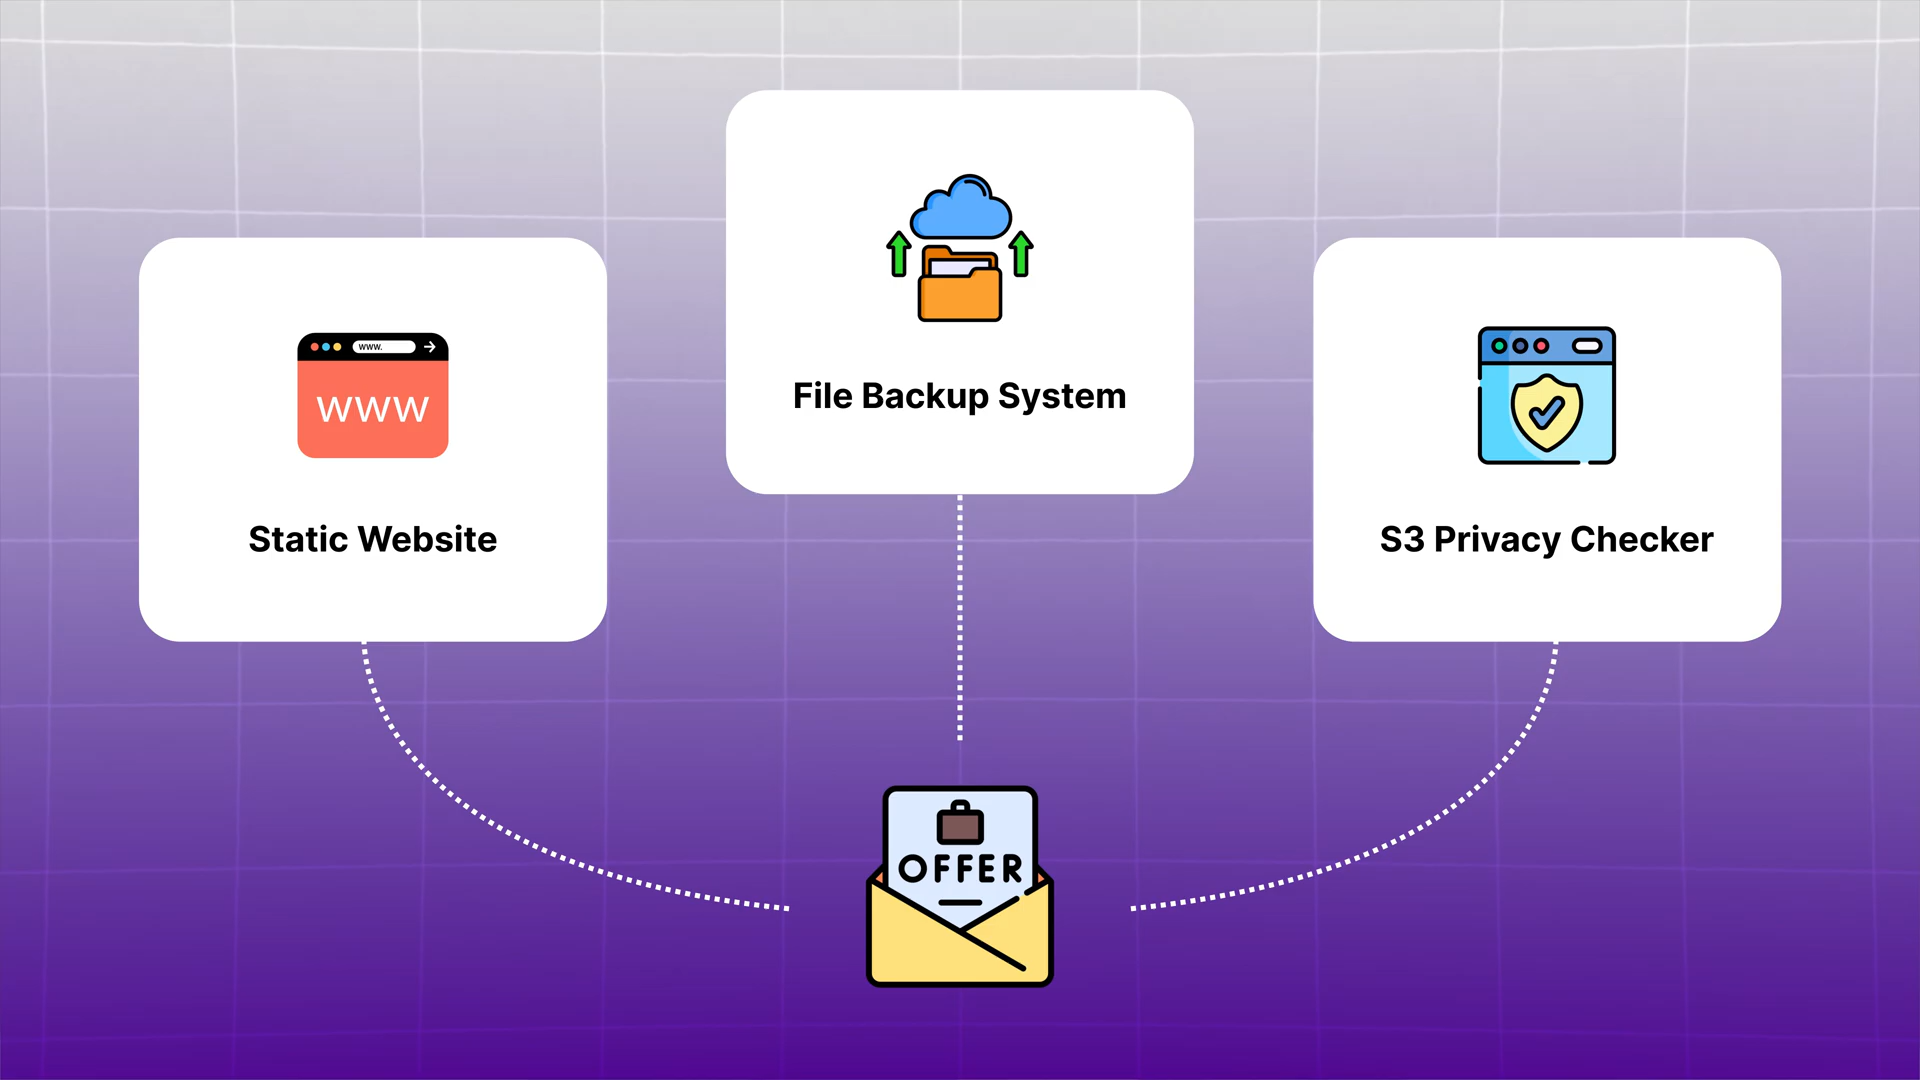 File Backup System
www.
www
Static Website
S3 Privacy Checker
OFFER